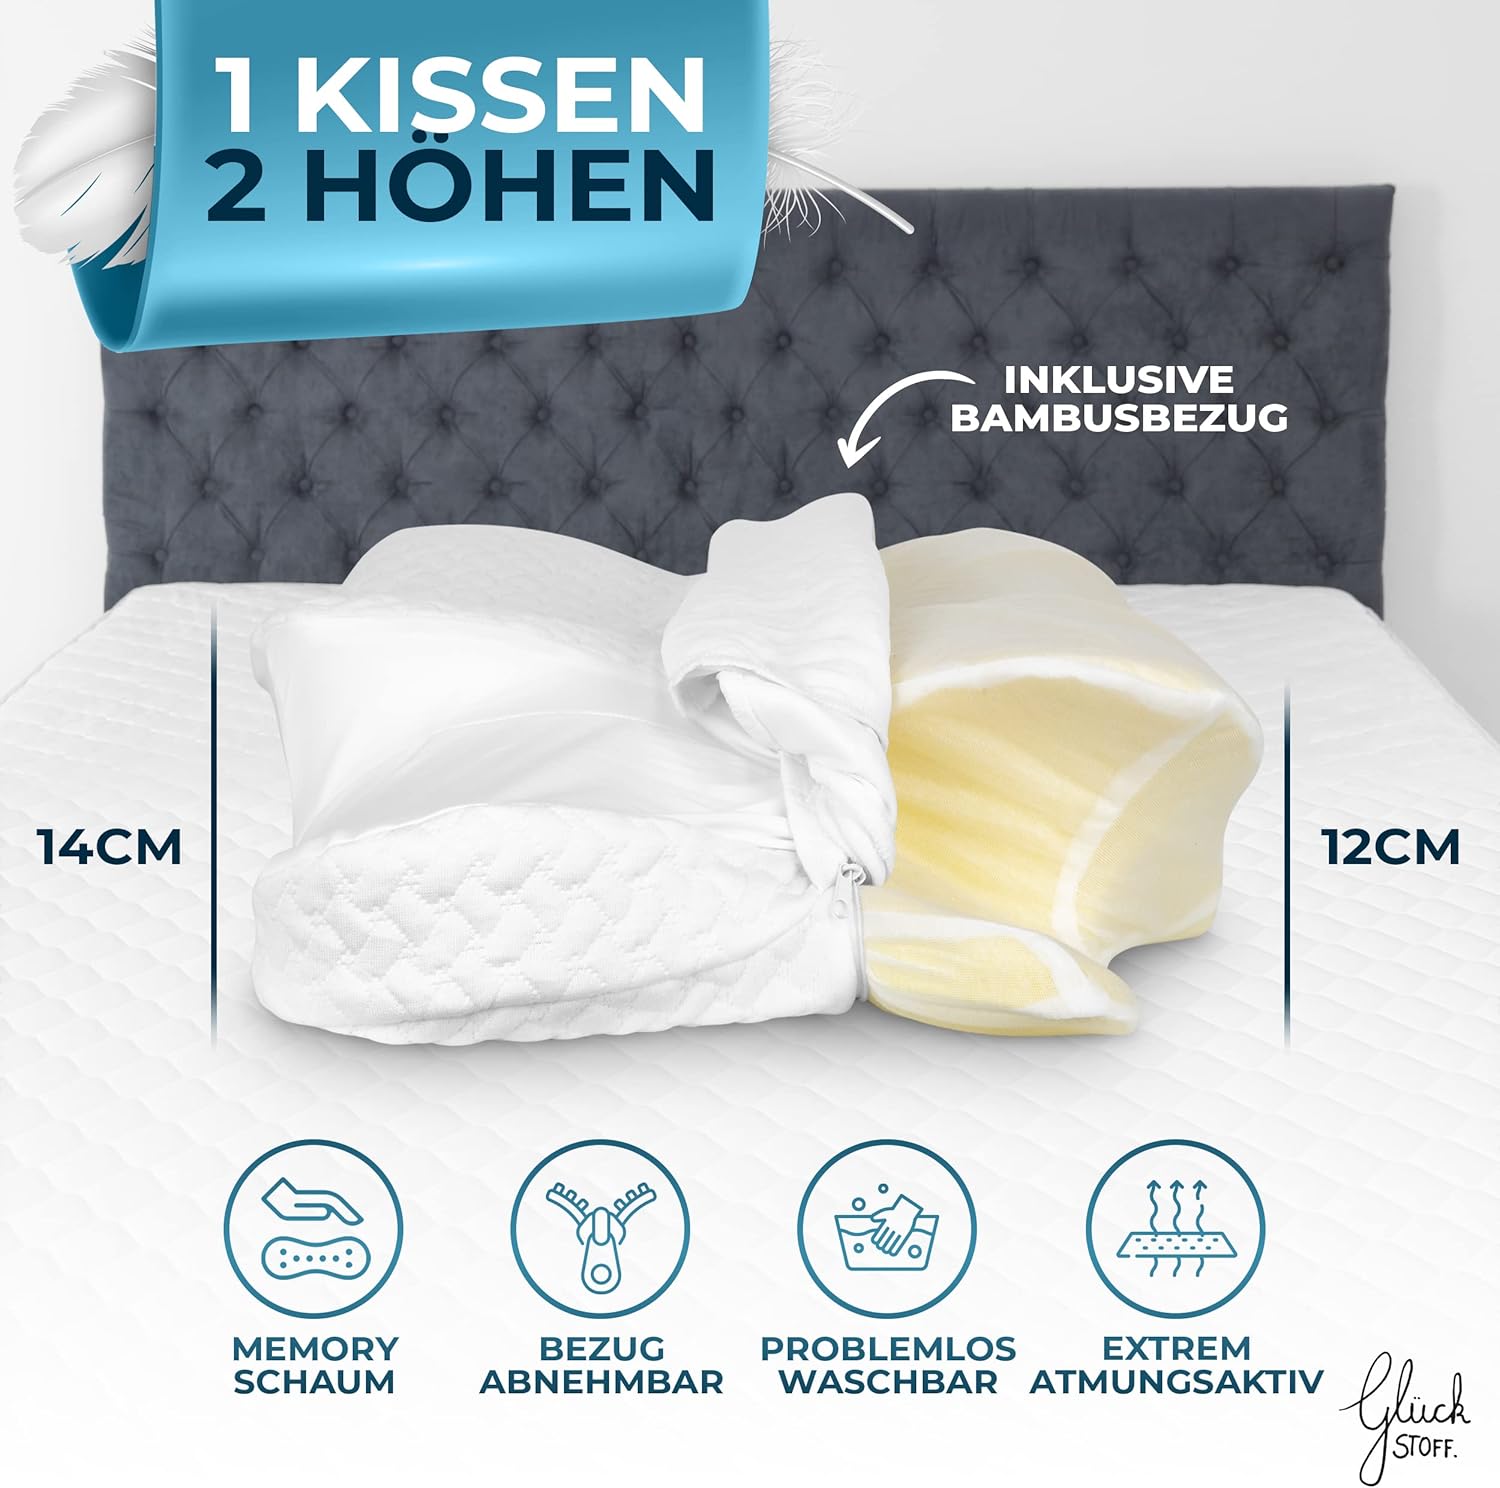 1 KISSEN
2 HÖHEN
INKLUSIVE
BAMBUSBEZUG
14CM
12CM
MEMORY
SCHAUM
BEZUG
ABNEHMBAR
PROBLEMLOS
WASCHBAR
EXTREM
ATMUNGSAKTIV
Glück
STOFF.